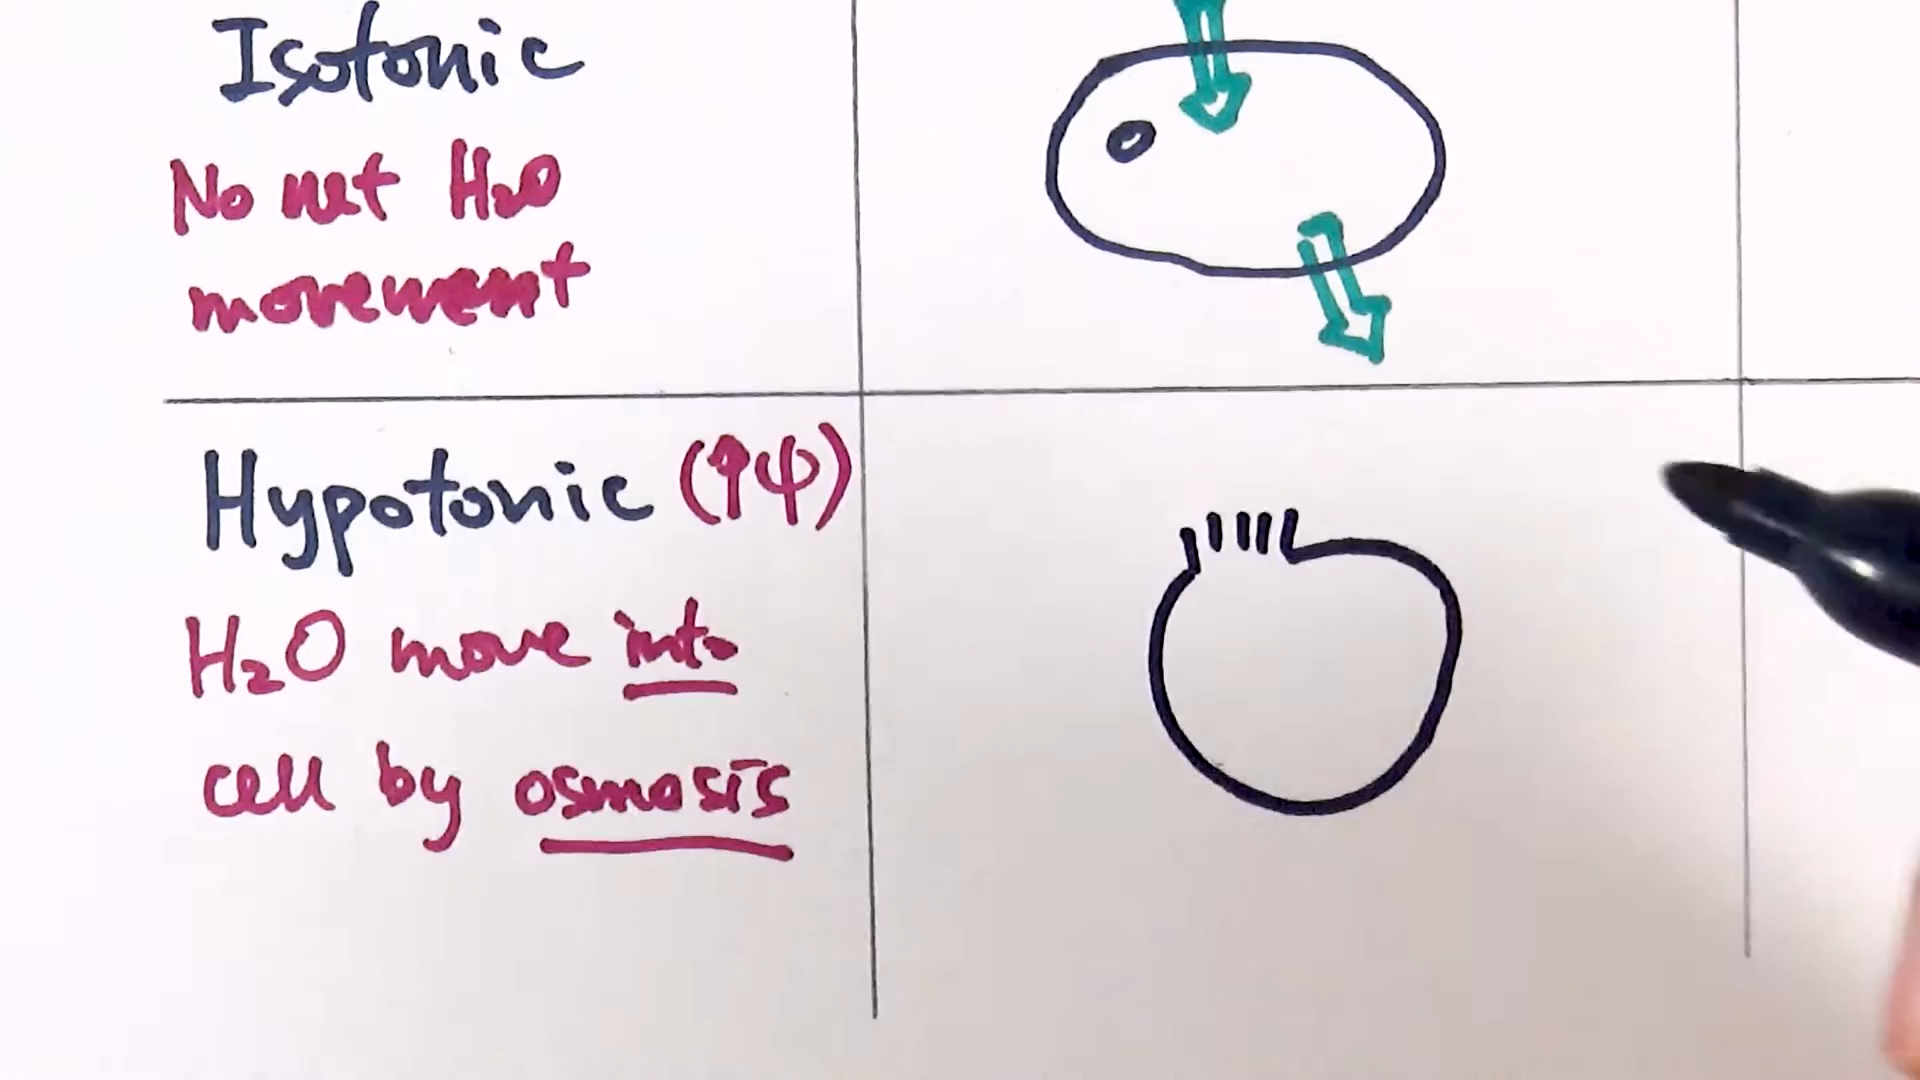 Isotonic
No net H₂O
movement
Hypotonic (↑Ψ)
H₂O move into
cell by osmosis